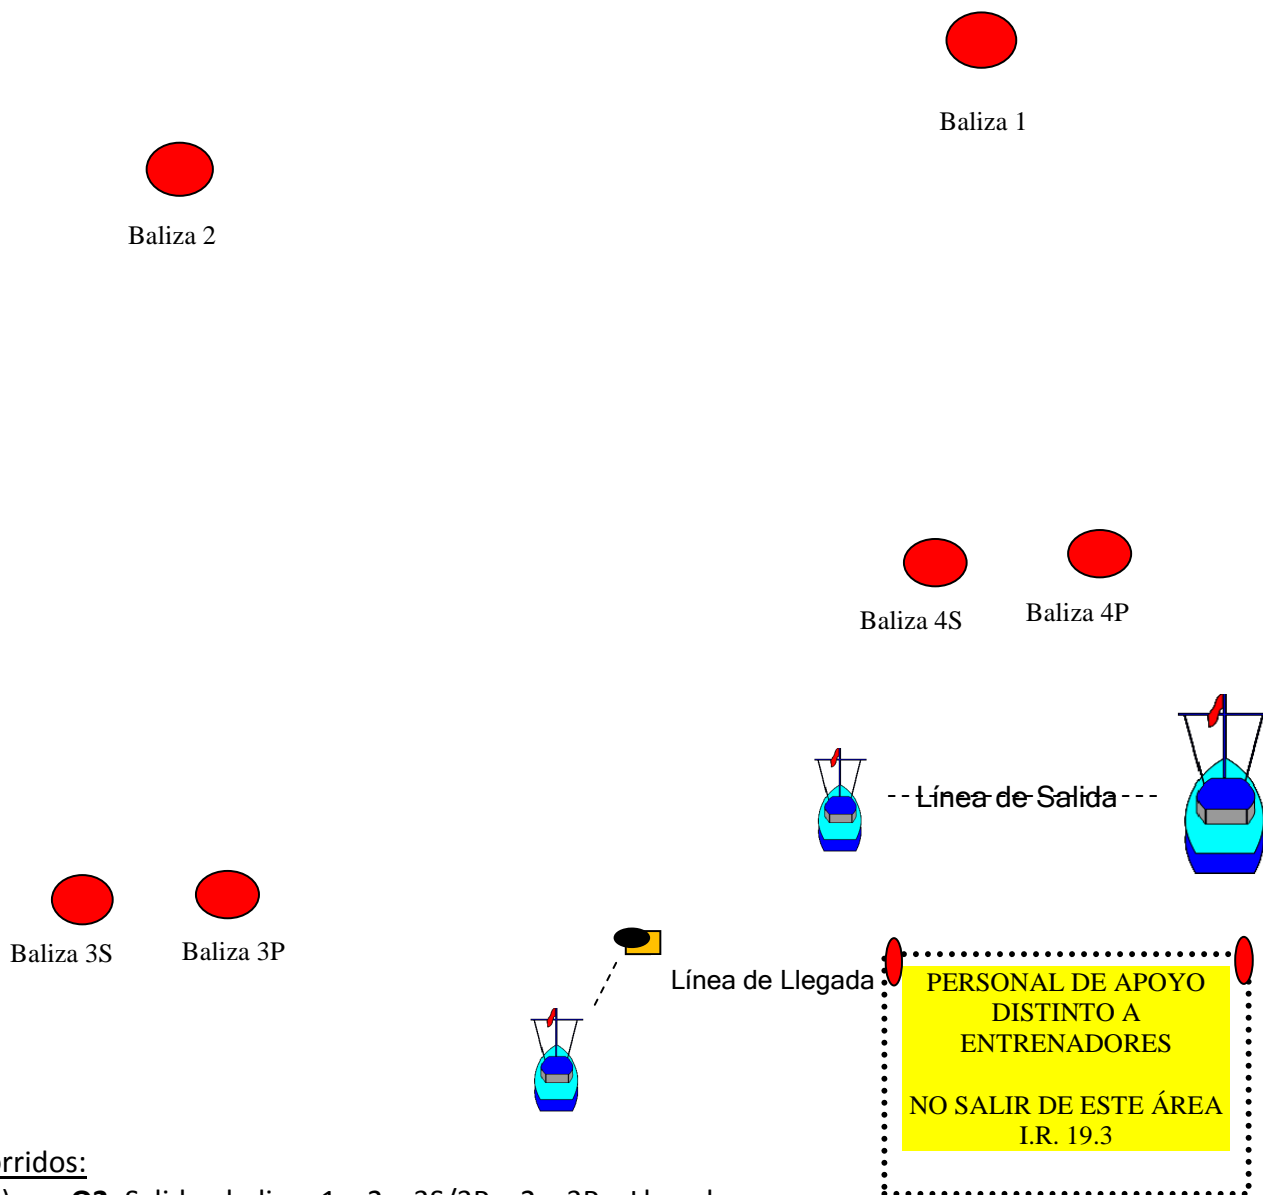 Baliza 1
Baliza 2
Baliza 4S
Baliza 4P
Línea de Salida
Baliza 3S
Baliza 3P
Línea de Llegada
PERSONAL DE APOYO
DISTINTO A
ENTRENADORES
NO SALIR DE ESTE ÁREA
I.R. 19.3
orridos: